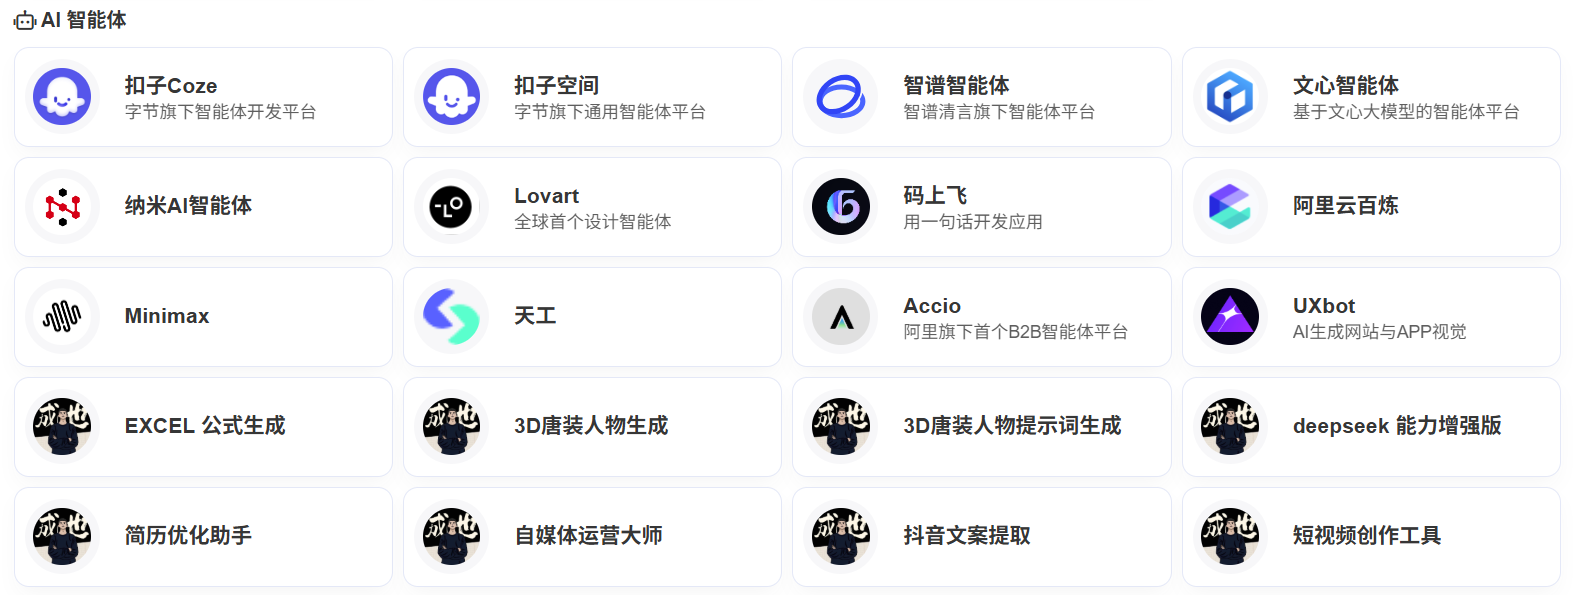 AI 智能体
扣子Coze
字节旗下智能体开发平台
扣子空间
字节旗下通用智能体平台
智谱智能体
智谱清言旗下智能体平台
文心智能体
基于文心大模型的智能体平台
纳米AI智能体
Lovart
全球首个设计智能体
码上飞
用一句话开发应用
阿里云百炼
Minimax
天工
Accio
阿里旗下首个B2B智能体平台
UXbot
AI生成网站与APP视觉
EXCEL 公式生成
3D唐装人物生成
3D唐装人物提示词生成
deepseek 能力增强版
简历优化助手
自媒体运营大师
抖音文案提取
短视频创作工具